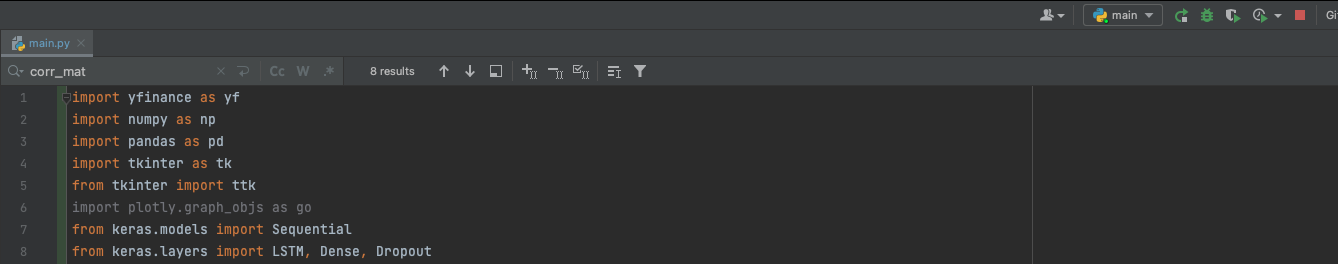 main
Gi
main.py
corr_mat
Cc W .*
8 results
1 import yfinance as yf
2 import numpy as np
3 import pandas as pd
4 import tkinter as tk
5 from tkinter import ttk
6 import plotly.graph_objs as go
7 from keras.models import Sequential
8 from keras.layers import LSTM, Dense, Dropout